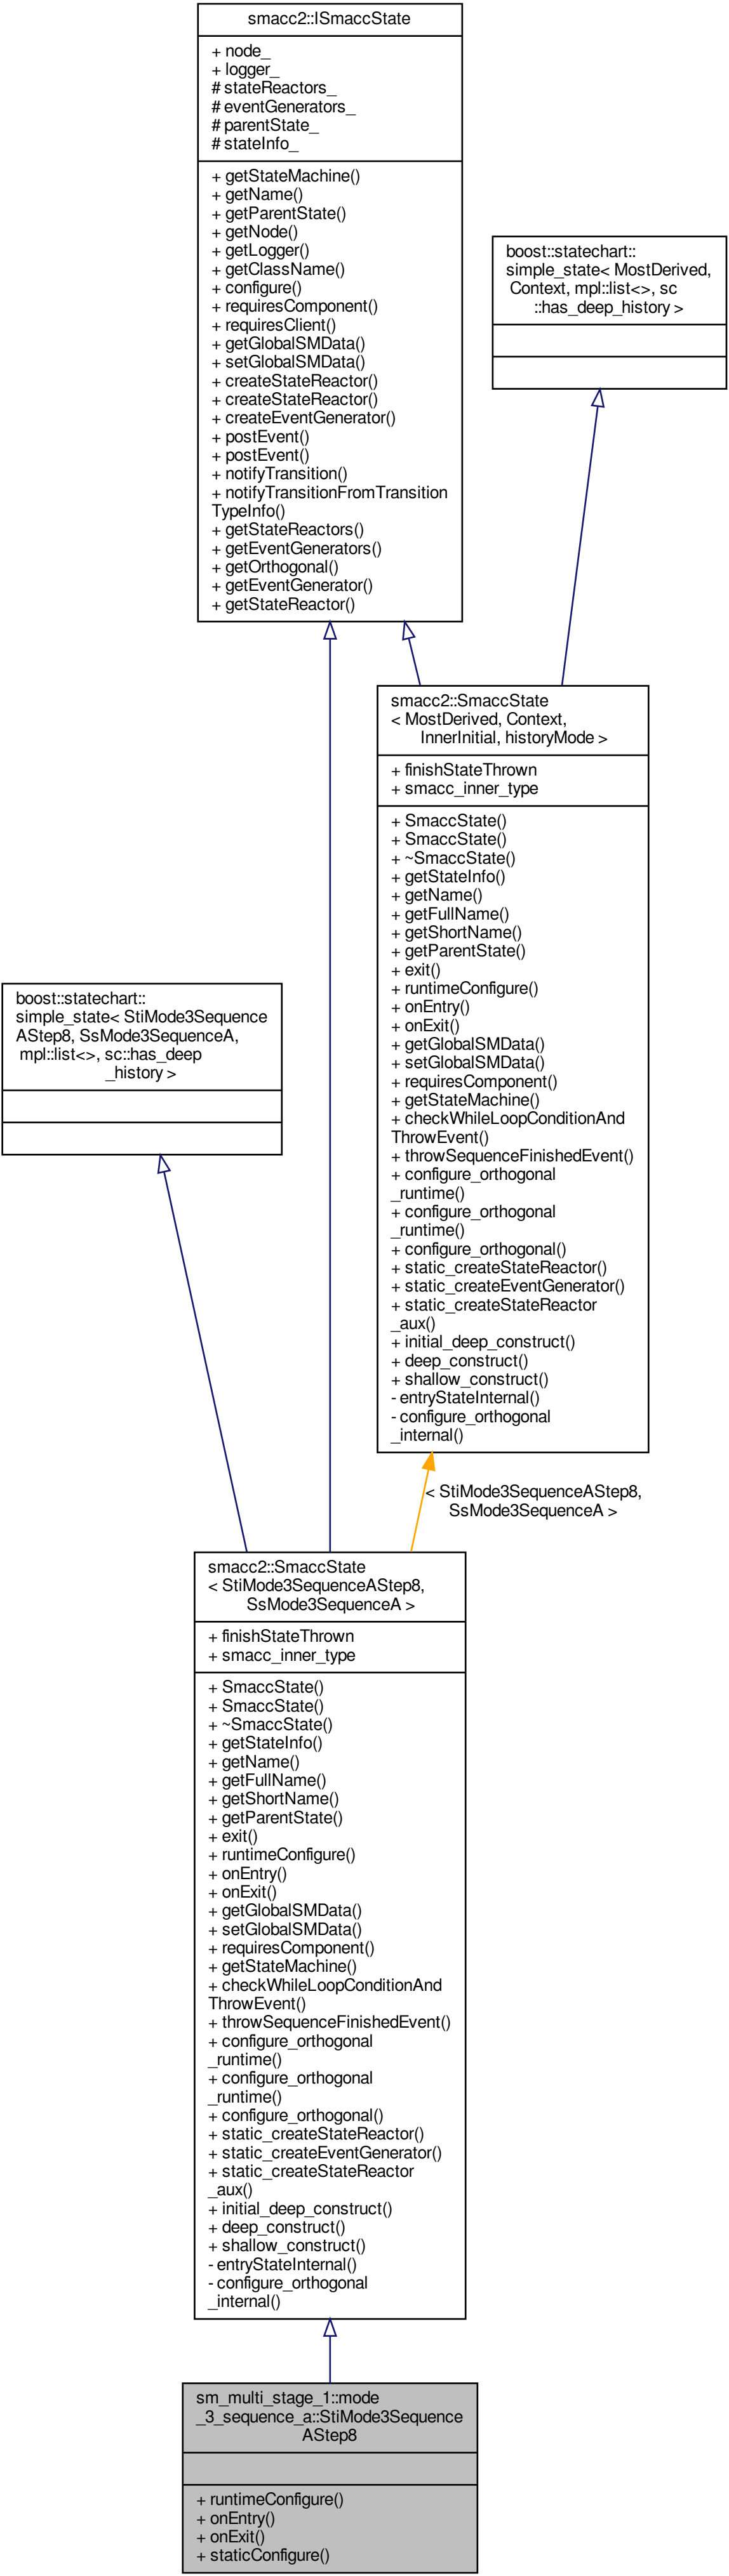 smacc2::ISmaccState
+ node_
+ logger_
# stateReactors_
# eventGenerators_
# parentState_
# stateInfo_
+ getStateMachine()
+ getName()
+ getParentState()
+ getNode()
+ getLogger()
+ getClassName()
+ configure()
+ requiresComponent()
+ requiresClient()
+ getGlobalSMData()
+ setGlobalSMData()
+ createStateReactor()
+ createStateReactor()
+ createEventGenerator()
+ postEvent()
+ postEvent()
+ notifyTransition()
+ notifyTransitionFromTransition
TypeInfo()
+ getStateReactors()
+ getEventGenerators()
+ getOrthogonal()
+ getEventGenerator()
+ getStateReactor()
boost::statechart::
simple_state< MostDerived,
Context, mpl::list<>, sc
::has_deep_history >
smacc2::SmaccState
< MostDerived, Context,
InnerInitial, historyMode >
+ finishStateThrown
+ smacc_inner_type
+ SmaccState()
+ SmaccState()
+ ~SmaccState()
+ getStateInfo()
+ getName()
+ getFullName()
+ getShortName()
+ getParentState()
+ exit()
+ runtimeConfigure()
+ onEntry()
+ onExit()
+ getGlobalSMData()
+ setGlobalSMData()
+ requiresComponent()
+ getStateMachine()
+ checkWhileLoopConditionAnd
ThrowEvent()
+ throwSequenceFinishedEvent()
+ configure_orthogonal
_runtime()
+ configure_orthogonal
_runtime()
+ configure_orthogonal()
+ static_createStateReactor()
+ static_createEventGenerator()
+ static_createStateReactor
_aux()
+ initial_deep_construct()
+ deep_construct()
+ shallow_construct()
- entryStateInternal()
- configure_orthogonal
_internal()
boost::statechart::
simple_state< StiMode3Sequence
AStep8, SsMode3SequenceA,
mpl::list<>, sc::has_deep
_history >
< StiMode3SequenceAStep8,
SsMode3SequenceA >
smacc2::SmaccState
< StiMode3SequenceAStep8,
SsMode3SequenceA >
+ finishStateThrown
+ smacc_inner_type
+ SmaccState()
+ SmaccState()
+ ~SmaccState()
+ getStateInfo()
+ getName()
+ getFullName()
+ getShortName()
+ getParentState()
+ exit()
+ runtimeConfigure()
+ onEntry()
+ onExit()
+ getGlobalSMData()
+ setGlobalSMData()
+ requiresComponent()
+ getStateMachine()
+ checkWhileLoopConditionAnd
ThrowEvent()
+ throwSequenceFinishedEvent()
+ configure_orthogonal
_runtime()
+ configure_orthogonal
_runtime()
+ configure_orthogonal()
+ static_createStateReactor()
+ static_createEventGenerator()
+ static_createStateReactor
_aux()
+ initial_deep_construct()
+ deep_construct()
+ shallow_construct()
- entryStateInternal()
- configure_orthogonal
_internal()
sm_multi_stage_1::mode
_3_sequence_a::StiMode3Sequence
AStep8
+ runtimeConfigure()
+ onEntry()
+ onExit()
+ staticConfigure()